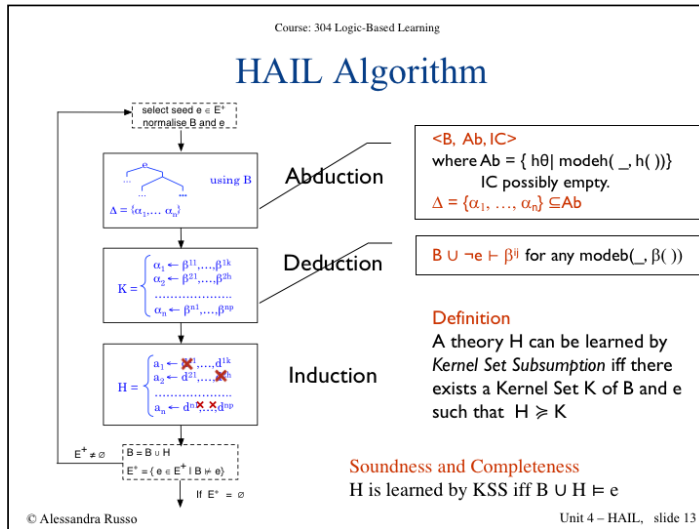 Course: 304 Logic-Based Learning
HAIL Algorithm
select seed e ∈ E⁺
normalise B and e
e
... ... ...
using B
Δ = {α₁,... αₙ}
Abduction
<B, Ab, IC>
where Ab = { hθ| modeh( _, h( ))}
IC possibly empty.
Δ = {α₁, ..., αₙ} ⊆Ab
K =
α₁ ← β¹¹,...,β¹ᵏ
α₂ ← β²¹,...,β²ʰ
........................
αₙ ← βⁿ¹,...,βⁿᵖ
Deduction
B ∪ ¬e ⊢ βⁱʲ for any modeb(_, β( ))
H =
a₁ ← ,...,d¹ᵏ
a₂ ← d²¹,...,
........................
aₙ ← dⁿ¹,...,dⁿᵖ
Induction
Definition
A theory H can be learned by
Kernel Set Subsumption iff there
exists a Kernel Set K of B and e
such that H ≽ K
E⁺ ≠ ∅
B = B ∪ H
E⁺ = { e ∈ E⁺ | B ⊭ e}
If E⁺ = ∅
Soundness and Completeness
H is learned by KSS iff B ∪ H ⊨ e
© Alessandra Russo
Unit 4 – HAIL, slide 13